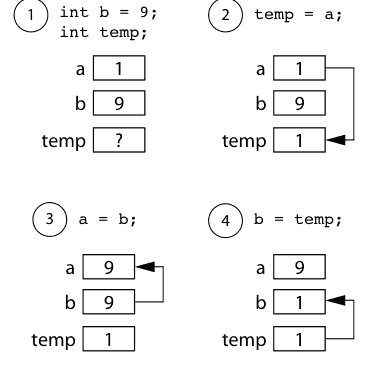 1 int b = 9;
int temp;
a 1
b 9
temp ?
2 temp = a;
a 1
b 9
temp 1
3 a = b;
a 9
b 9
temp 1
4 b = temp;
a 9
b 1
temp 1